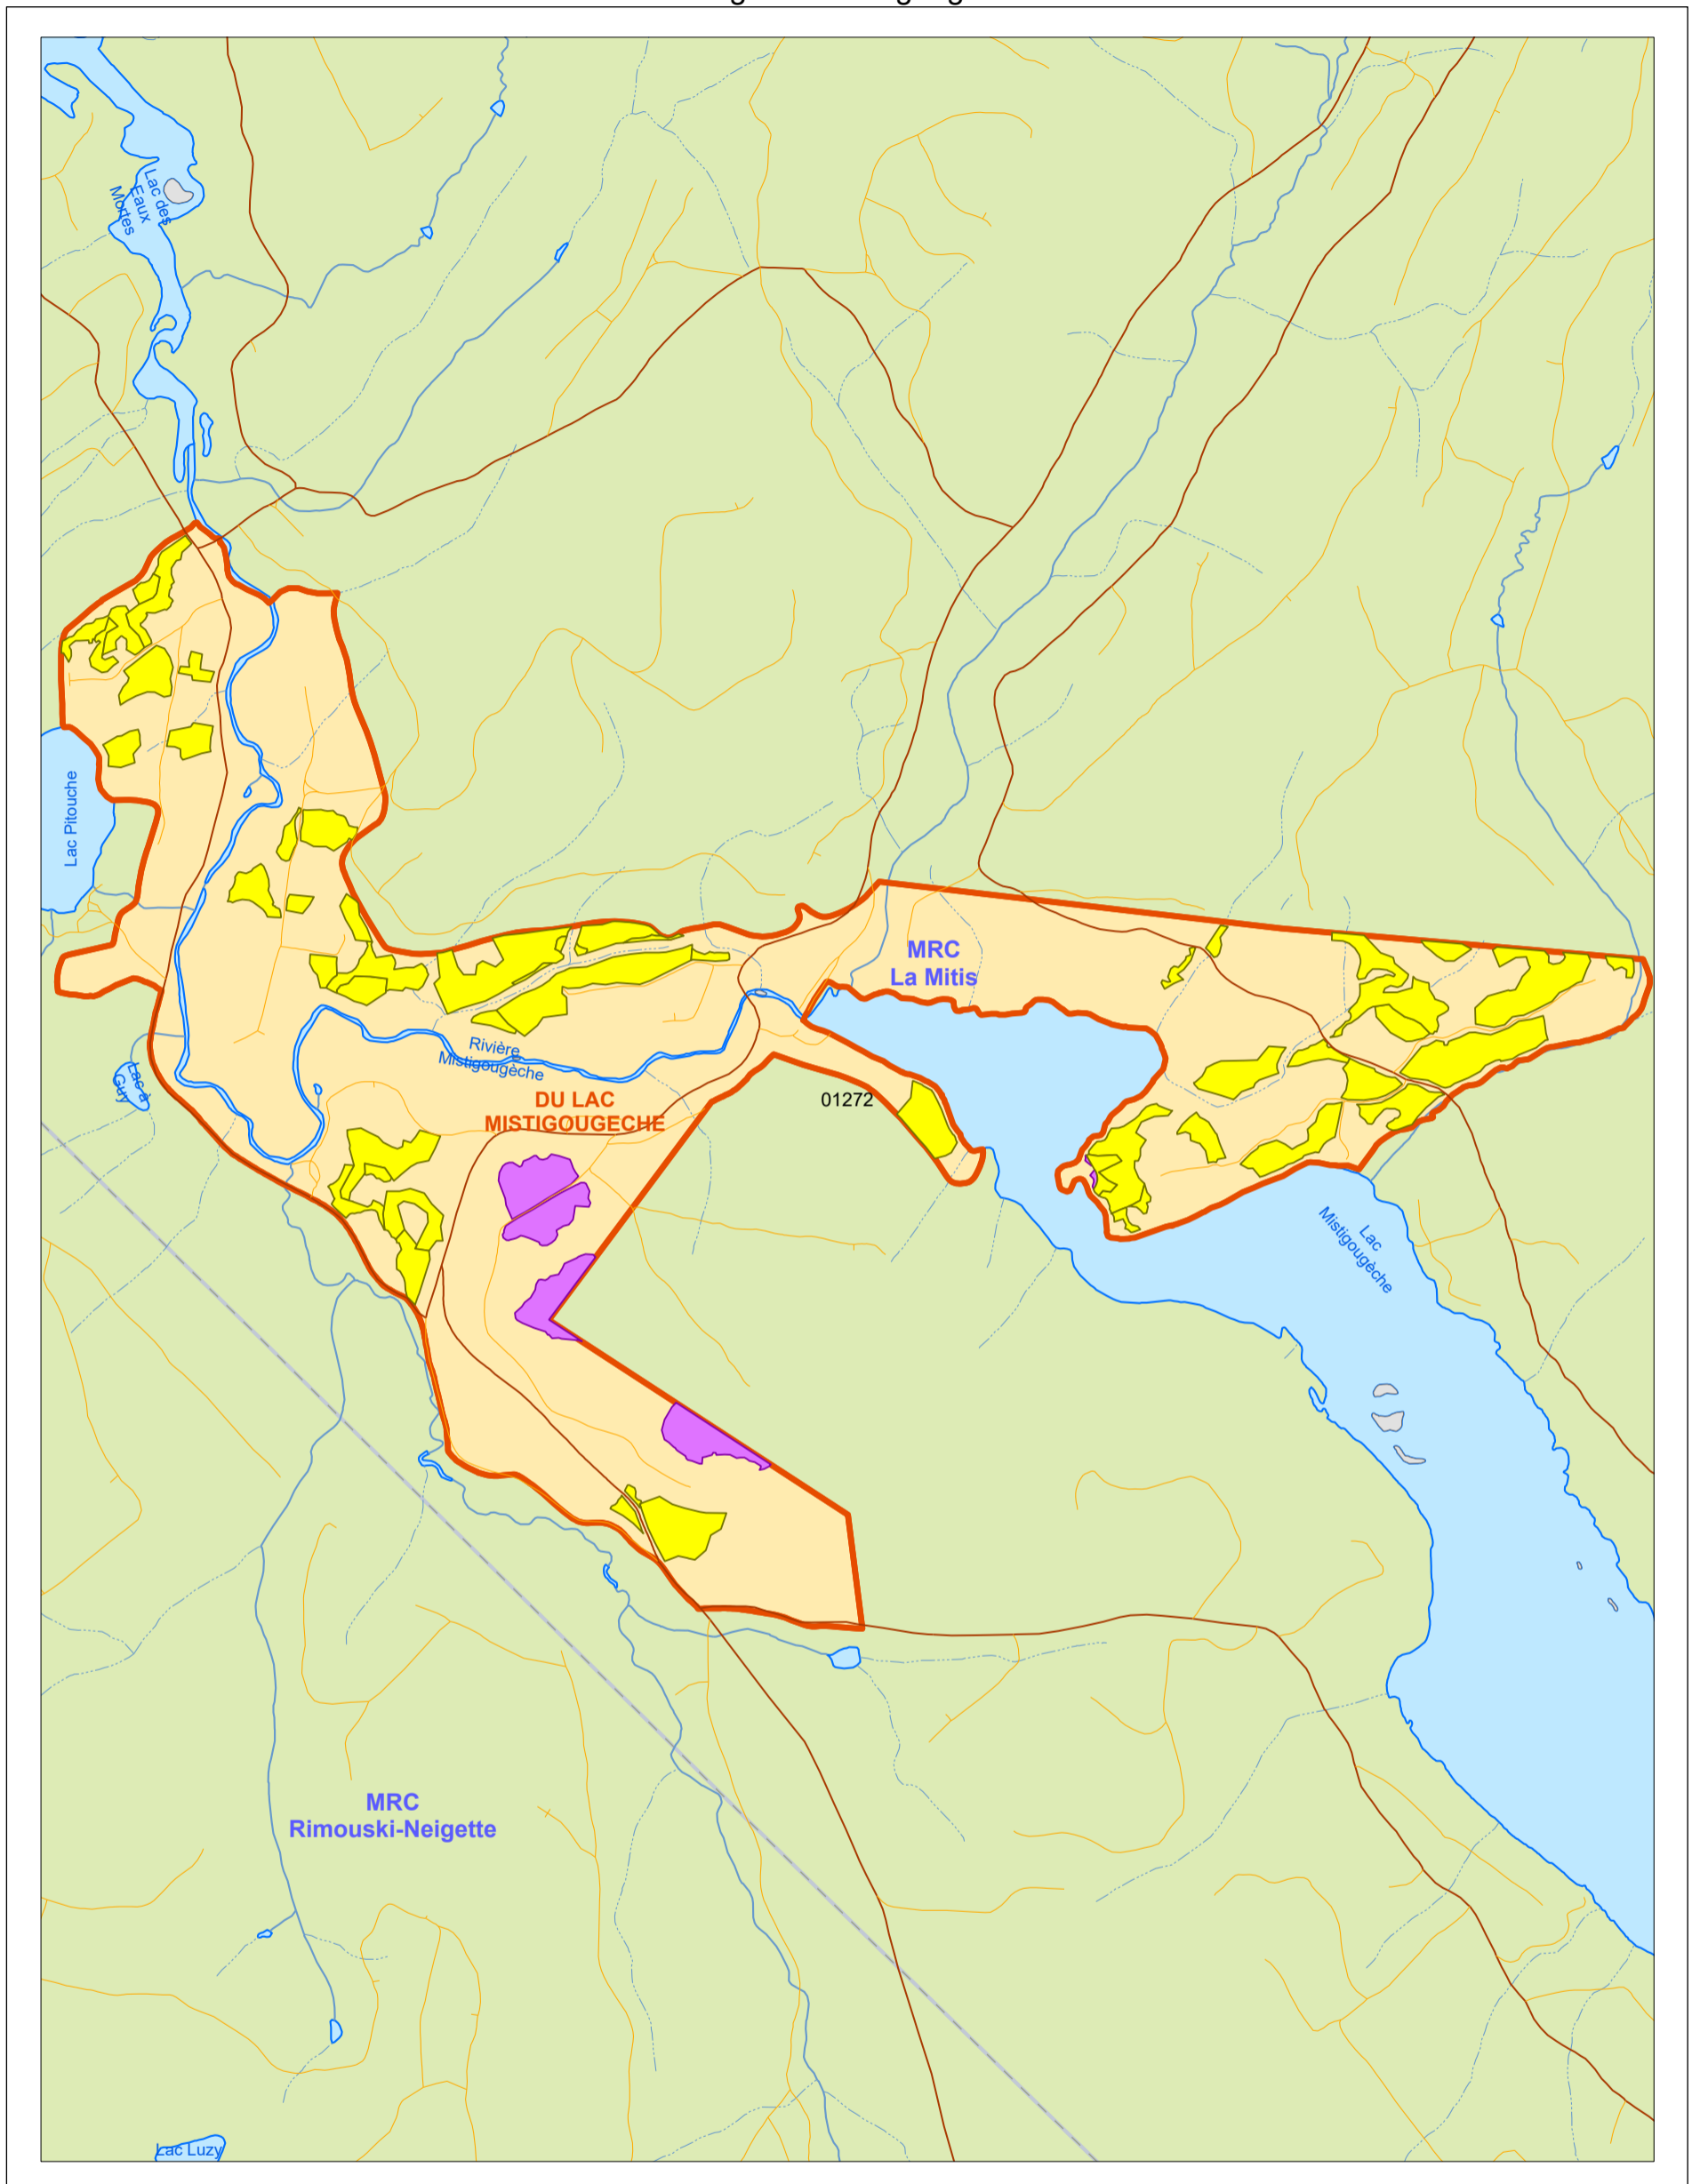 Lac des
Eaux
Mortes
Lac Pitouche
MRC
La Mitis
Rivière
Mistigougèche
Lac à
Guy
DU LAC
MISTIGOUGECHE
01272
Lac
Mistigougèche
MRC
Rimouski-Neigette
Lac Luzy